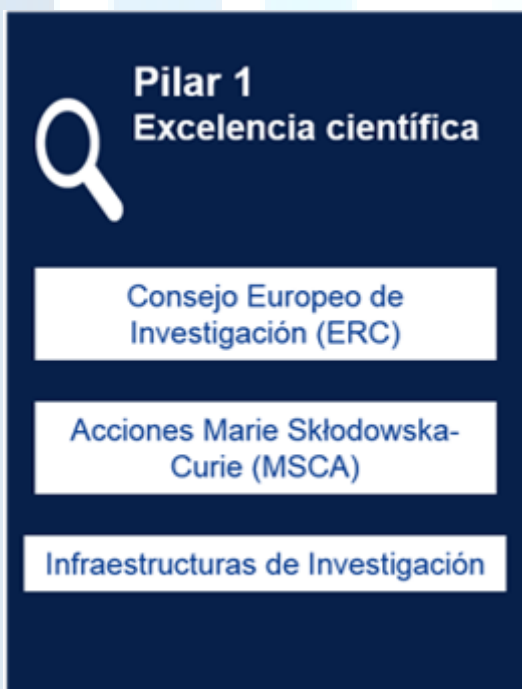 Pilar 1
Excelencia científica
Consejo Europeo de
Investigación (ERC)
Acciones Marie Skłodowska-
Curie (MSCA)
Infraestructuras de Investigación